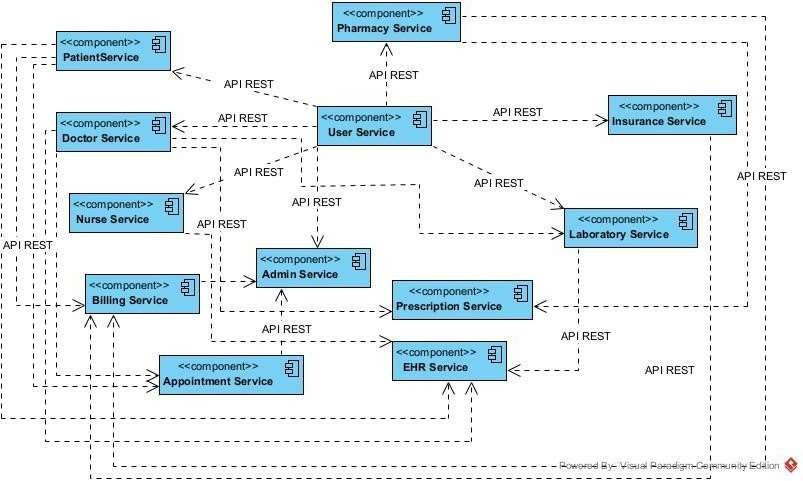 <<component>>
Pharmacy Service
<<component>>
PatientService
API REST
API REST
<<component>>
Insurance Service
API REST
<<component>>
User Service
API REST
<<component>>
Doctor Service
API REST
API REST
API REST
API REST
<<component>>
Nurse Service
API REST
API REST
<<component>>
Laboratory Service
API REST
<<component>>
Admin Service
<<component>>
Billing Service
<<component>>
Prescription Service
API REST
API REST
<<component>>
EHR Service
<<component>>
Appointment Service
API REST
Powered By: Visual Paradigm Community Edition